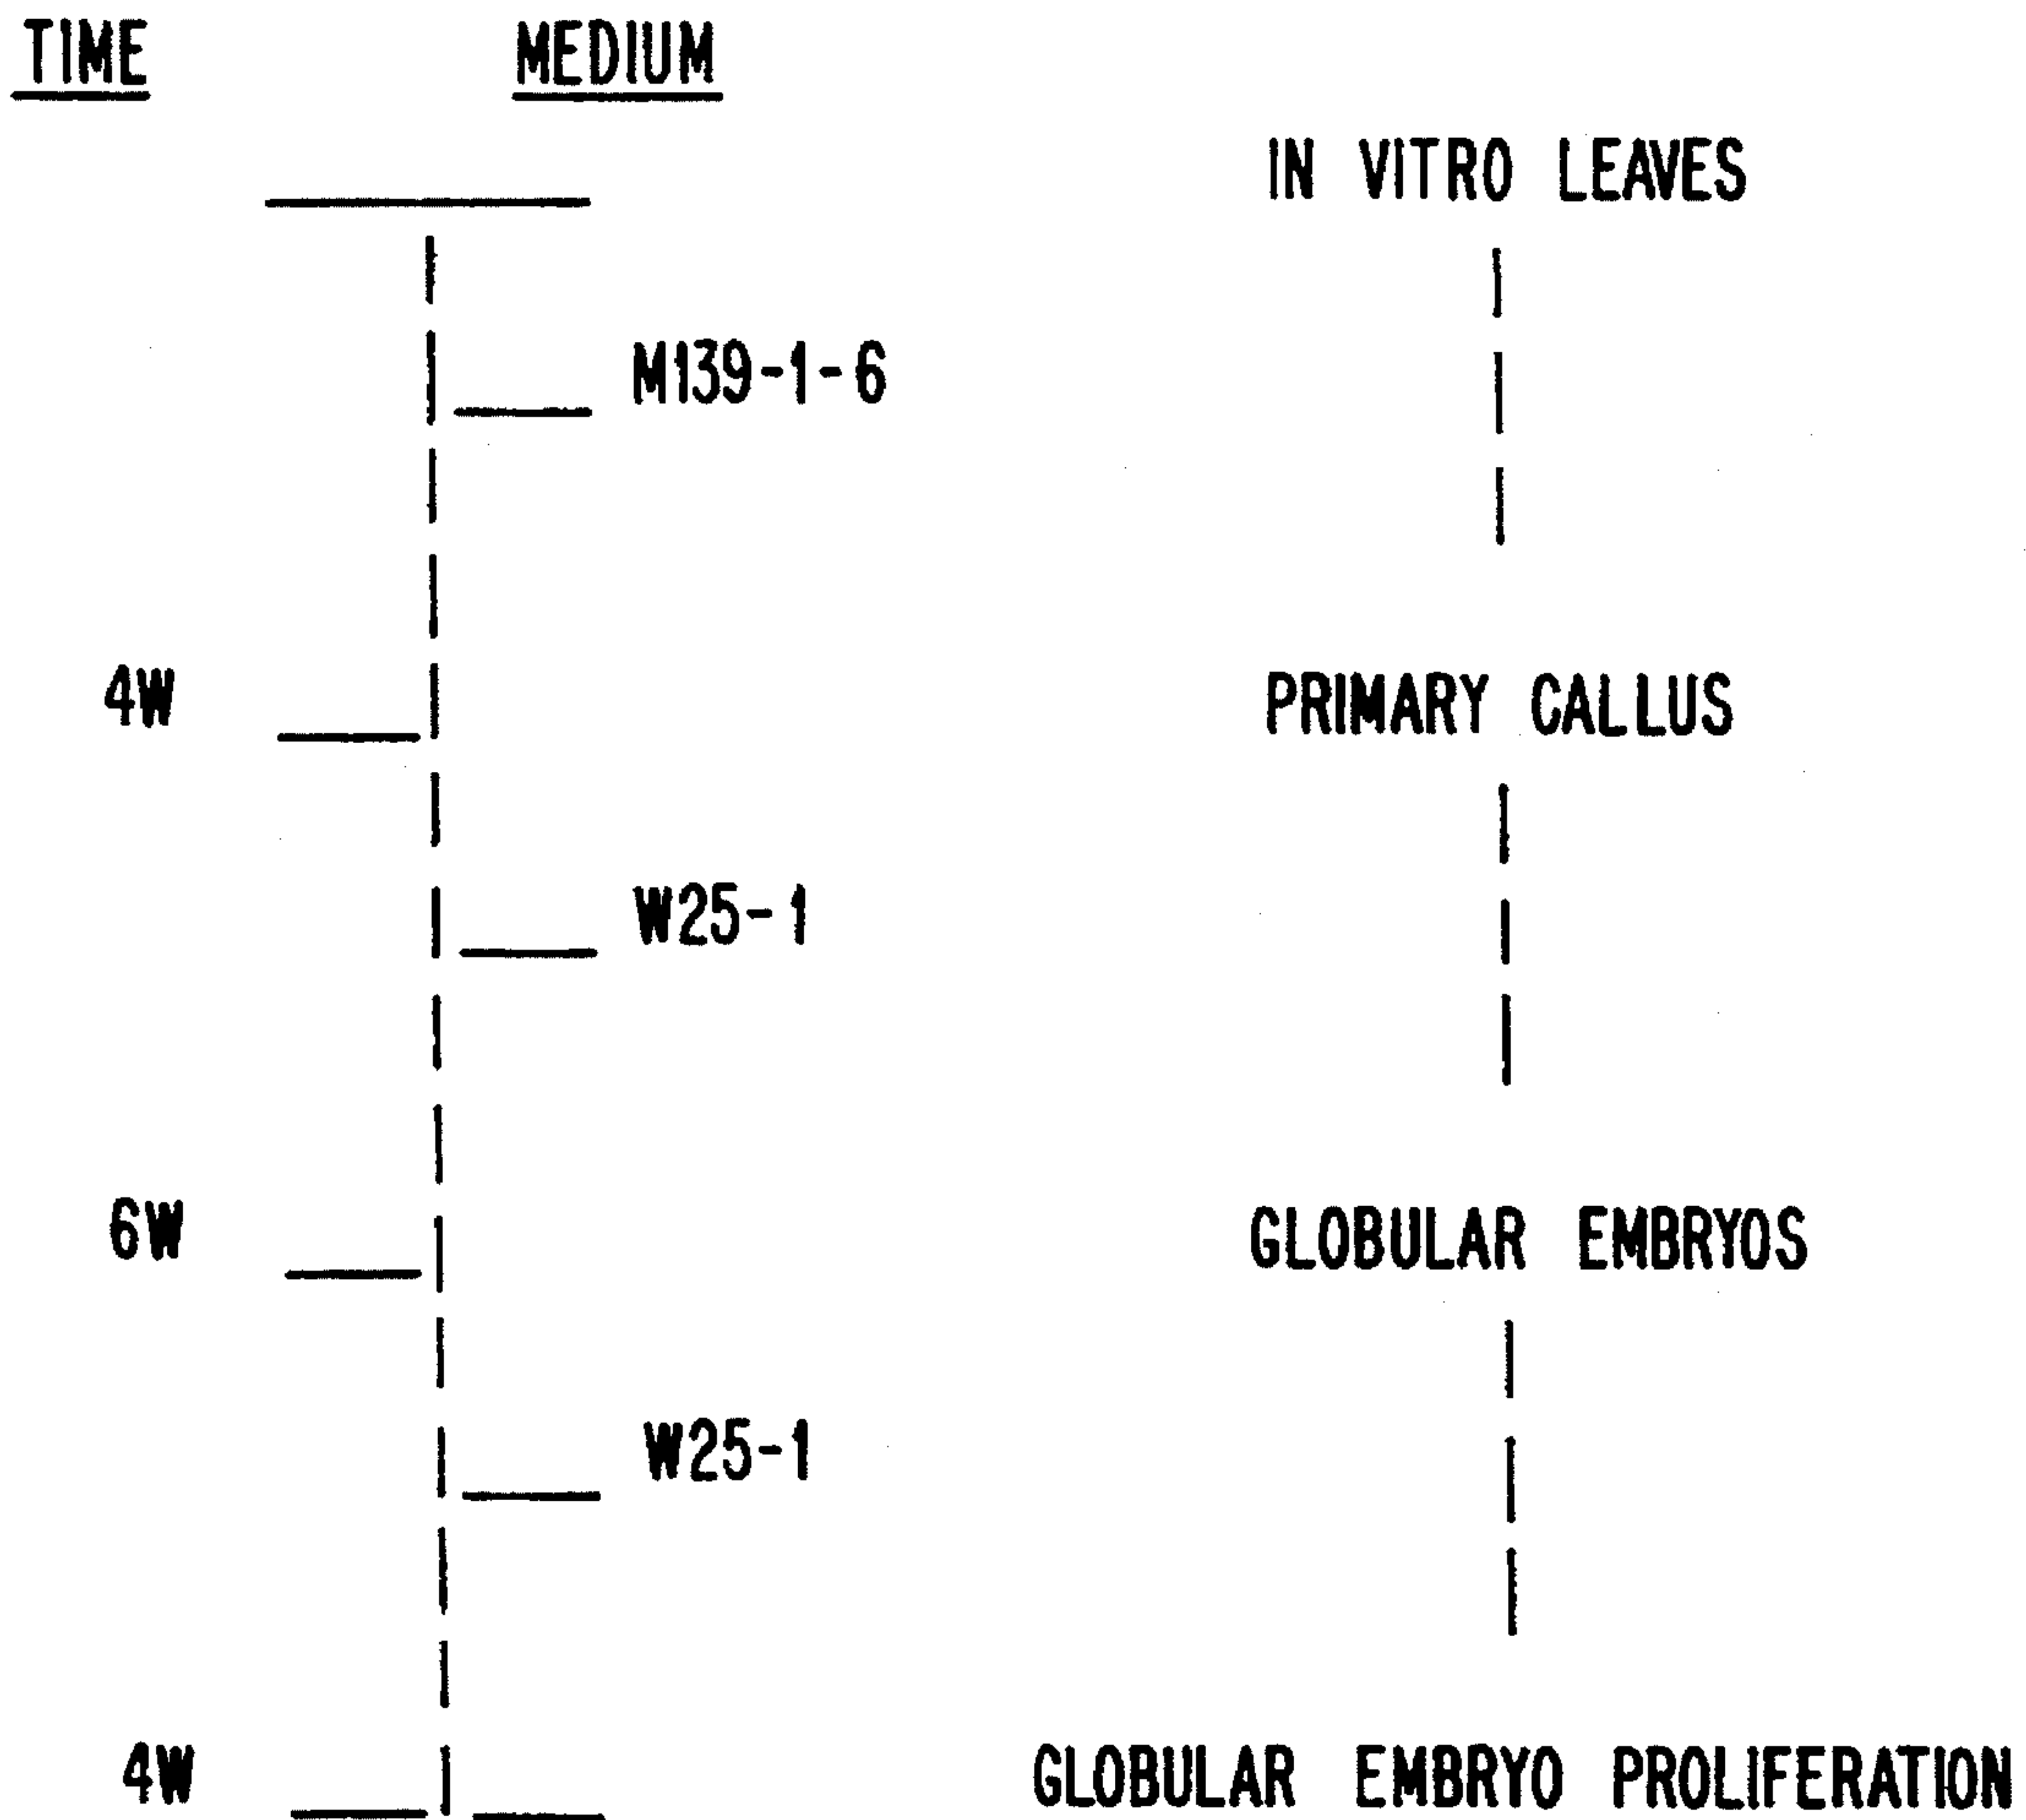 TIME MEDIUM
IN VITRO LEAVES
M139-1-6
4W PRIMARY CALLUS
W25-1
6W GLOBULAR EMBRYOS
W25-1
4W GLOBULAR EMBRYO PROLIFERATION